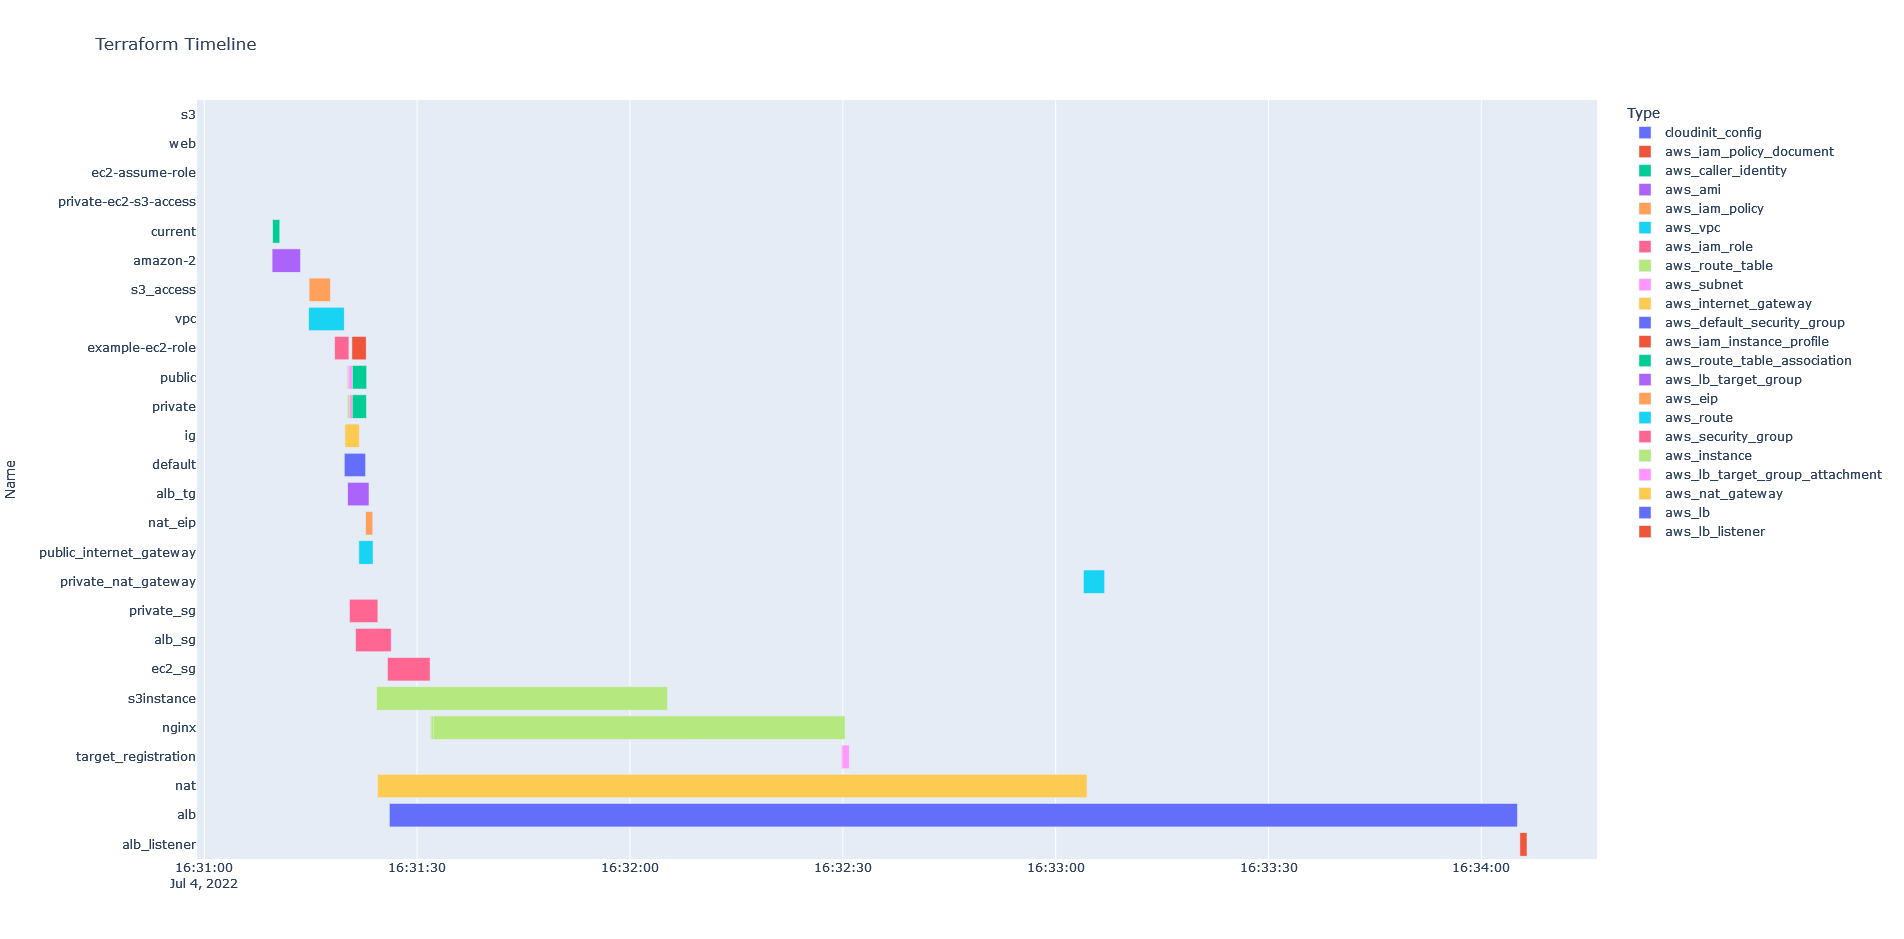 Terraform Timeline
Name
s3
web
ec2-assume-role
private-ec2-s3-access
current
amazon-2
s3_access
vpc
example-ec2-role
public
private
ig
default
alb_tg
nat_eip
public_internet_gateway
private_nat_gateway
private_sg
alb_sg
ec2_sg
s3instance
nginx
target_registration
nat
alb
alb_listener
16:31:00 16:31:30 16:32:00 16:32:30 16:33:00 16:33:30 16:34:00
Jul 4, 2022
Type
cloudinit_config
aws_iam_policy_document
aws_caller_identity
aws_ami
aws_iam_policy
aws_vpc
aws_iam_role
aws_route_table
aws_subnet
aws_internet_gateway
aws_default_security_group
aws_iam_instance_profile
aws_route_table_association
aws_lb_target_group
aws_eip
aws_route
aws_security_group
aws_instance
aws_lb_target_group_attachment
aws_nat_gateway
aws_lb
aws_lb_listener